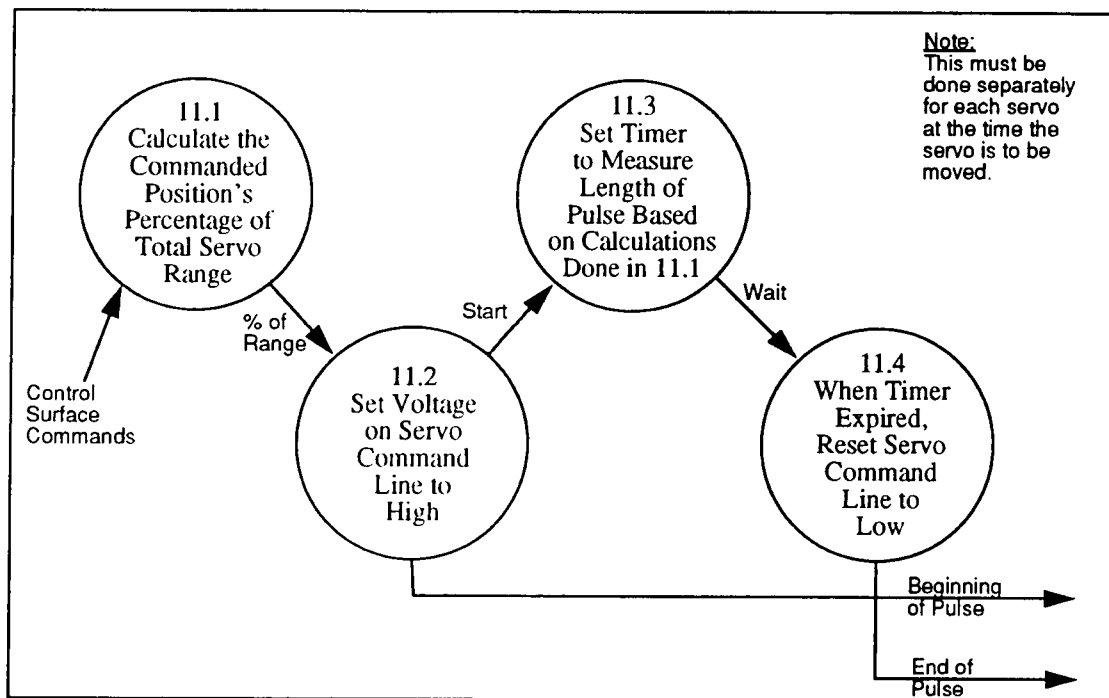 Note:
This must be
done separately
for each servo
at the time the
servo is to be
moved.
11.1
Calculate the
Commanded
Position's
Percentage of
Total Servo
Range
11.3
Set Timer
to Measure
Length of
Pulse Based
on Calculations
Done in 11.1
% of
Range
Start
Wait
Control
Surface
Commands
11.2
Set Voltage
on Servo
Command
Line to
High
11.4
When Timer
Expired,
Reset Servo
Command
Line to
Low
Beginning
of Pulse
End of
Pulse